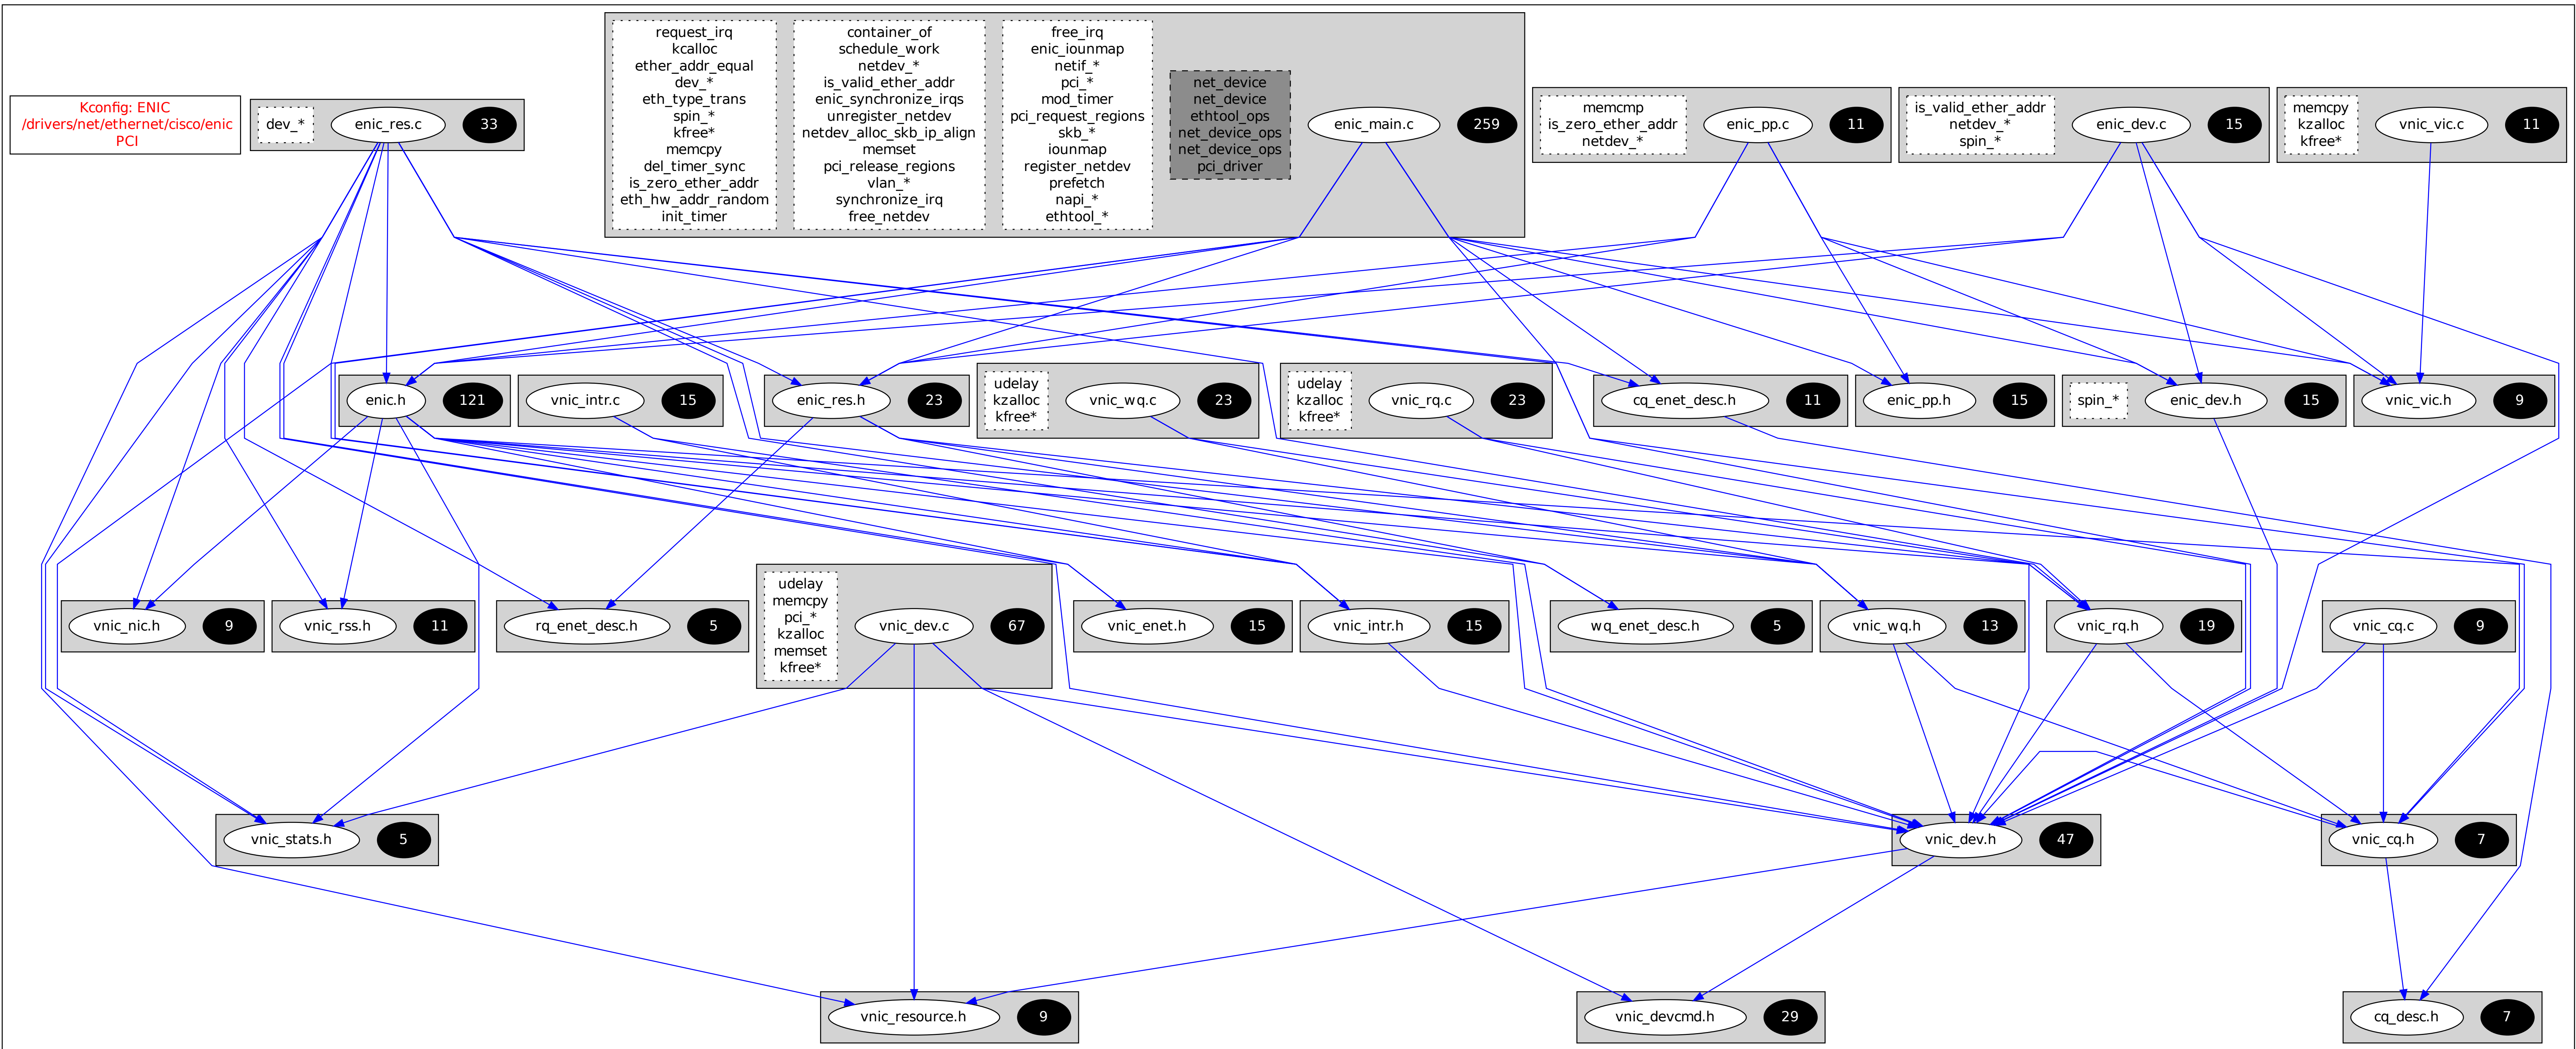 Kconfig: ENIC
/drivers/net/ethernet/cisco/enic
PCI
dev_*
enic_res.c
33
request_irq
kcalloc
ether_addr_equal
dev_*
eth_type_trans
spin_*
kfree*
memcpy
del_timer_sync
is_zero_ether_addr
eth_hw_addr_random
init_timer
container_of
schedule_work
netdev_*
is_valid_ether_addr
enic_synchronize_irqs
unregister_netdev
netdev_alloc_skb_ip_align
memset
pci_release_regions
vlan_*
synchronize_irq
free_netdev
free_irq
enic_iounmap
netif_*
pci_*
mod_timer
pci_request_regions
skb_*
iounmap
register_netdev
prefetch
napi_*
ethtool_*
net_device
net_device
ethtool_ops
net_device_ops
net_device_ops
pci_driver
enic_main.c
259
memcmp
is_zero_ether_addr
netdev_*
enic_pp.c
11
is_valid_ether_addr
netdev_*
spin_*
enic_dev.c
15
memcpy
kzalloc
kfree*
vnic_vic.c
11
enic.h
121
vnic_intr.c
15
enic_res.h
23
udelay
kzalloc
kfree*
vnic_wq.c
23
udelay
kzalloc
kfree*
vnic_rq.c
23
cq_enet_desc.h
11
enic_pp.h
15
spin_*
enic_dev.h
15
vnic_vic.h
9
vnic_nic.h
9
vnic_rss.h
11
rq_enet_desc.h
5
udelay
memcpy
pci_*
kzalloc
memset
kfree*
vnic_dev.c
67
vnic_enet.h
15
vnic_intr.h
15
wq_enet_desc.h
5
vnic_wq.h
13
vnic_rq.h
19
vnic_cq.c
9
vnic_stats.h
5
vnic_dev.h
47
vnic_cq.h
7
vnic_resource.h
9
vnic_devcmd.h
29
cq_desc.h
7